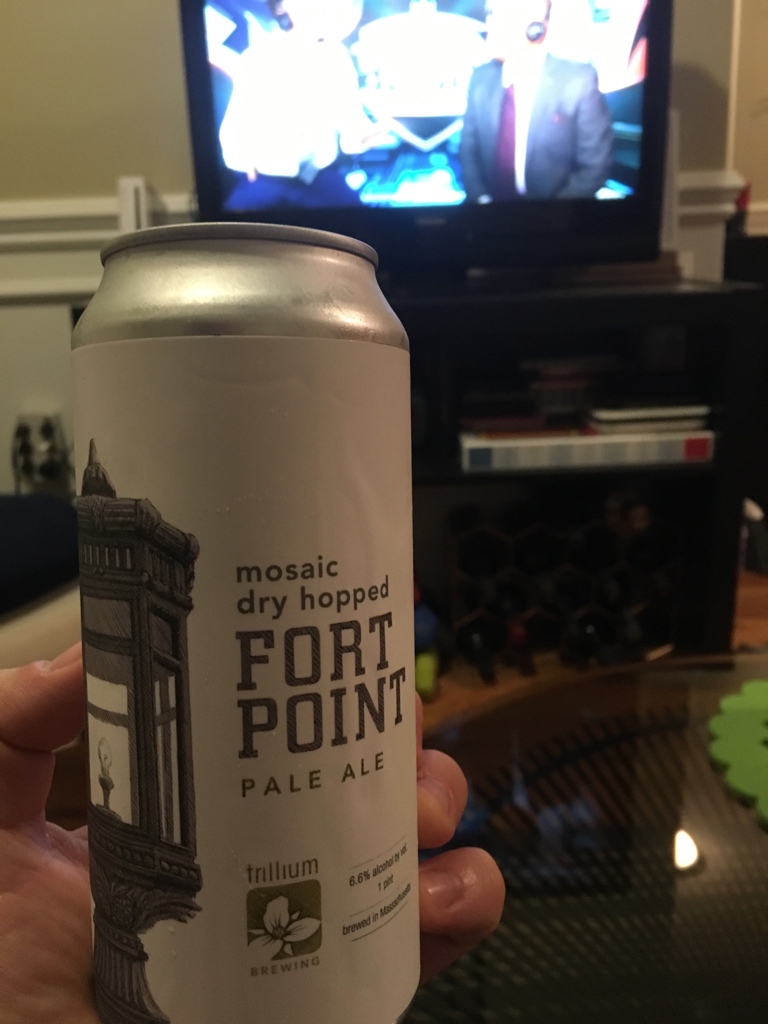 mosaic
dry hopped
FORT
POINT
PALE ALE
trillium
BREWING
6.6% alcohol by vol.
1 pint
brewed in Massachusetts